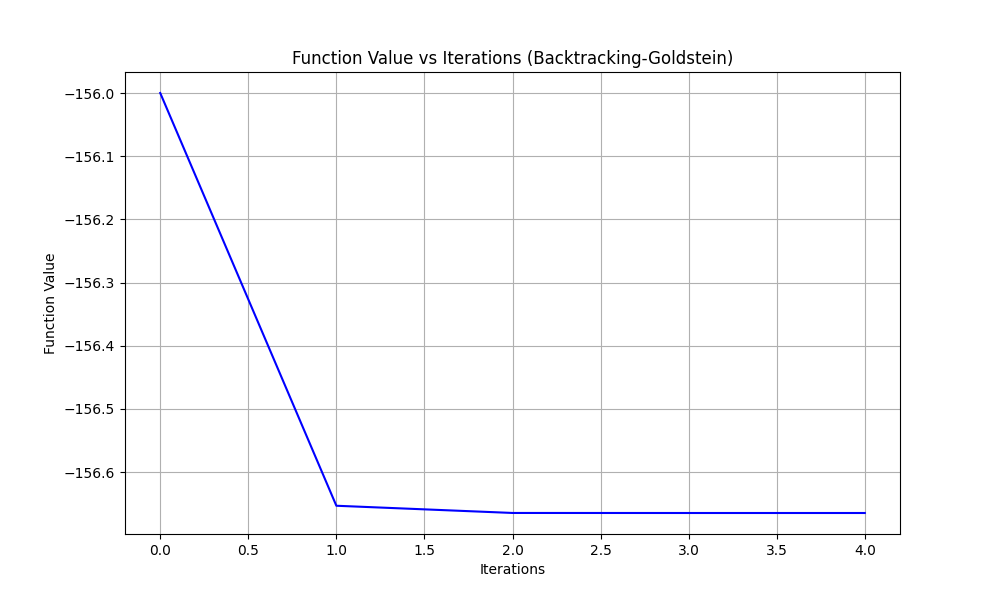 Function Value vs Iterations (Backtracking-Goldstein)
−156.0
−156.1
−156.2
−156.3
−156.4
−156.5
−156.6
Function Value
0.0 0.5 1.0 1.5 2.0 2.5 3.0 3.5 4.0
Iterations